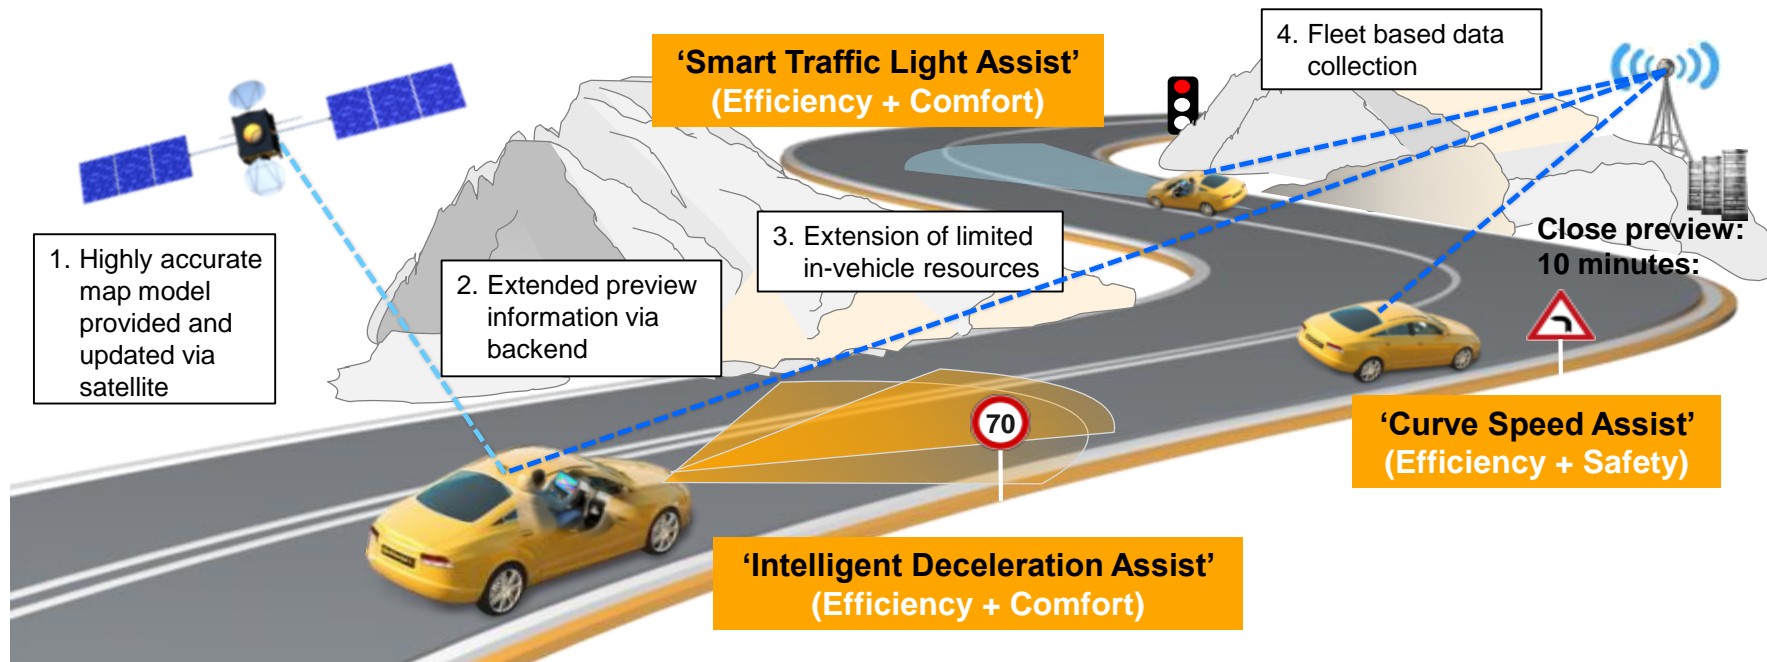 ‘Smart Traffic Light Assist’
(Efficiency + Comfort)
4. Fleet based data
collection
1. Highly accurate
map model
provided and
updated via
satellite
2. Extended preview
information via
backend
3. Extension of limited
in-vehicle resources
Close preview:
10 minutes:
70
‘Curve Speed Assist’
(Efficiency + Safety)
‘Intelligent Deceleration Assist’
(Efficiency + Comfort)